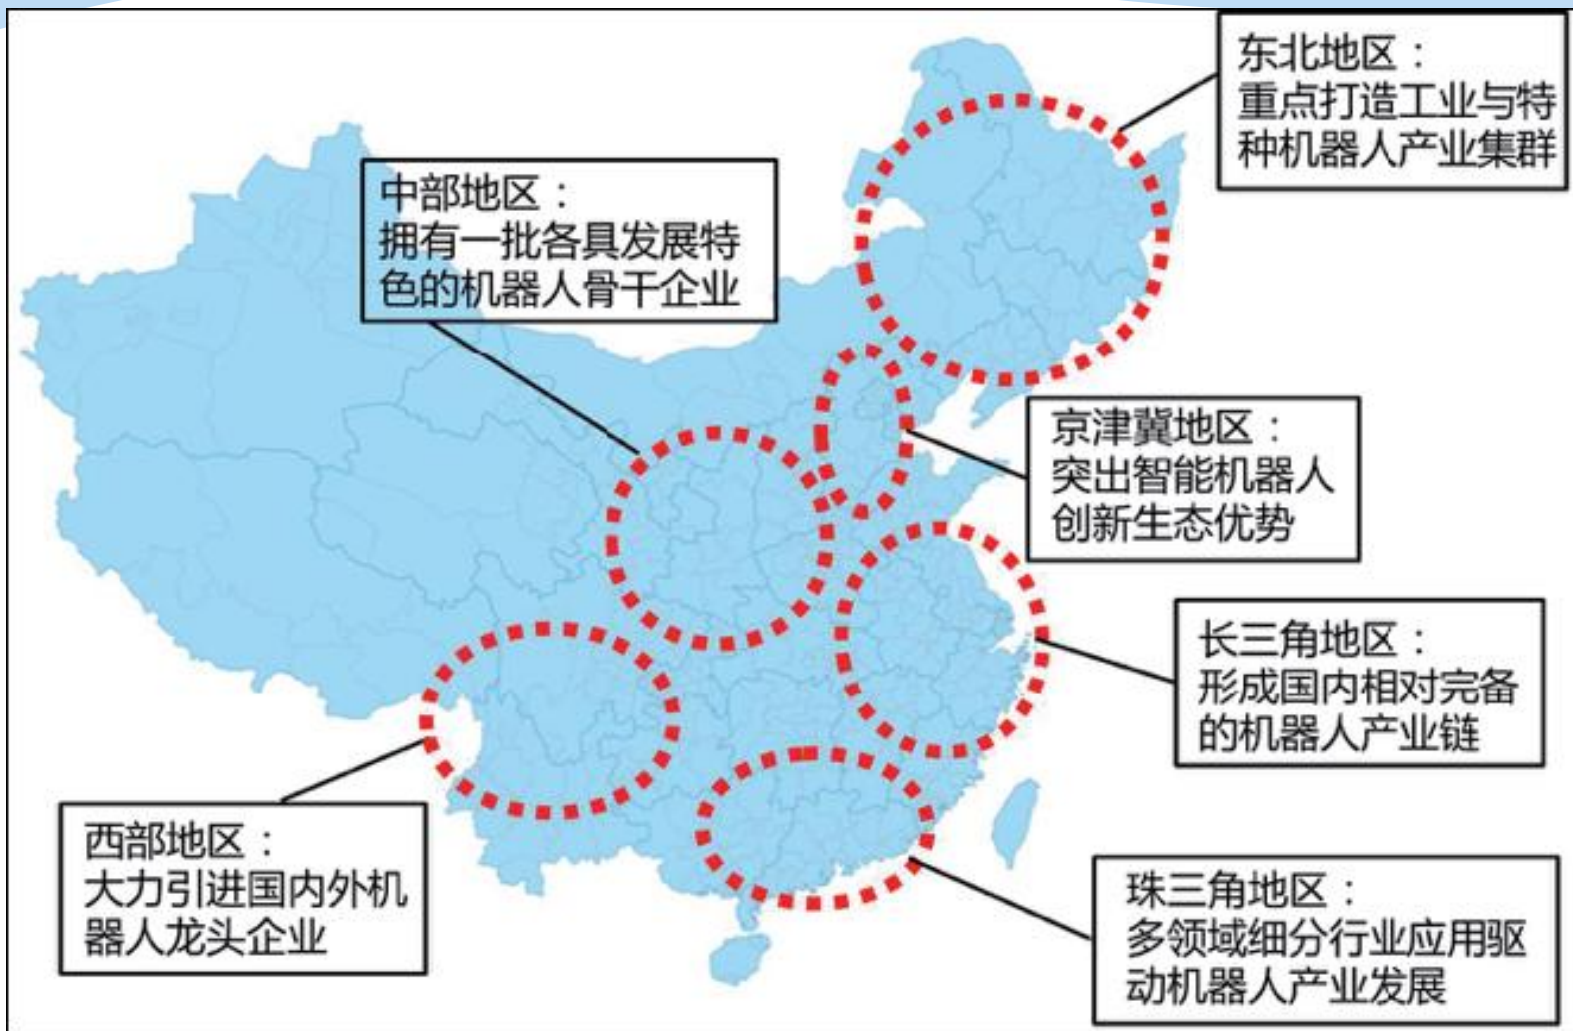 东北地区：
重点打造工业与特
种机器人产业集群
中部地区：
拥有一批各具发展特
色的机器人骨干企业
京津冀地区：
突出智能机器人
创新生态优势
长三角地区：
形成国内相对完备
的机器人产业链
西部地区：
大力引进国内外机
器人龙头企业
珠三角地区：
多领域细分行业应用驱
动机器人产业发展